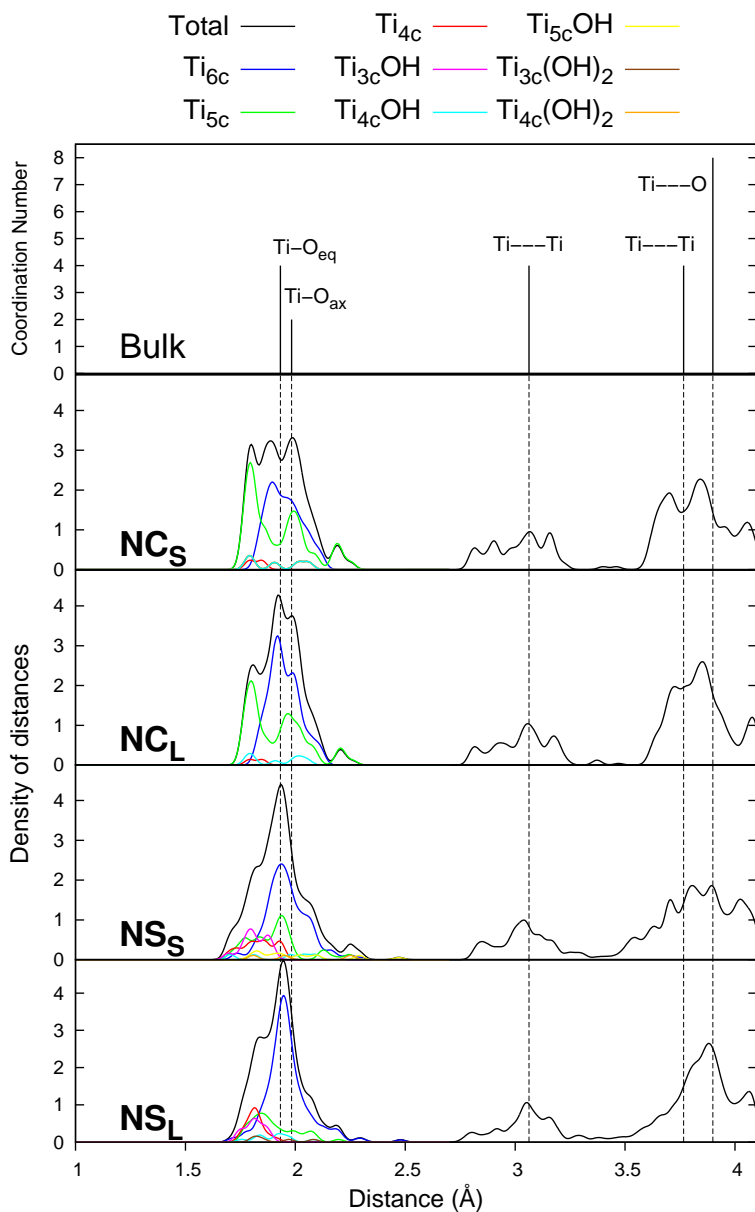 Total Ti4c Ti5cOH
Ti6c Ti3cOH Ti3c(OH)2
Ti5c Ti4cOH Ti4c(OH)2
8
7
6
5
4
3
2
1
0
Coordination Number
Ti−−−O
Ti−Oeq Ti−−−Ti Ti−−−Ti
Ti−Oax
Bulk
4
3
2
1
0
NCS
4
3
2
1
0
NCL
Density of distances
4
3
2
1
0
NSS
4
3
2
1
0
NSL
1 1.5 2 2.5 3 3.5 4
Distance (Å)